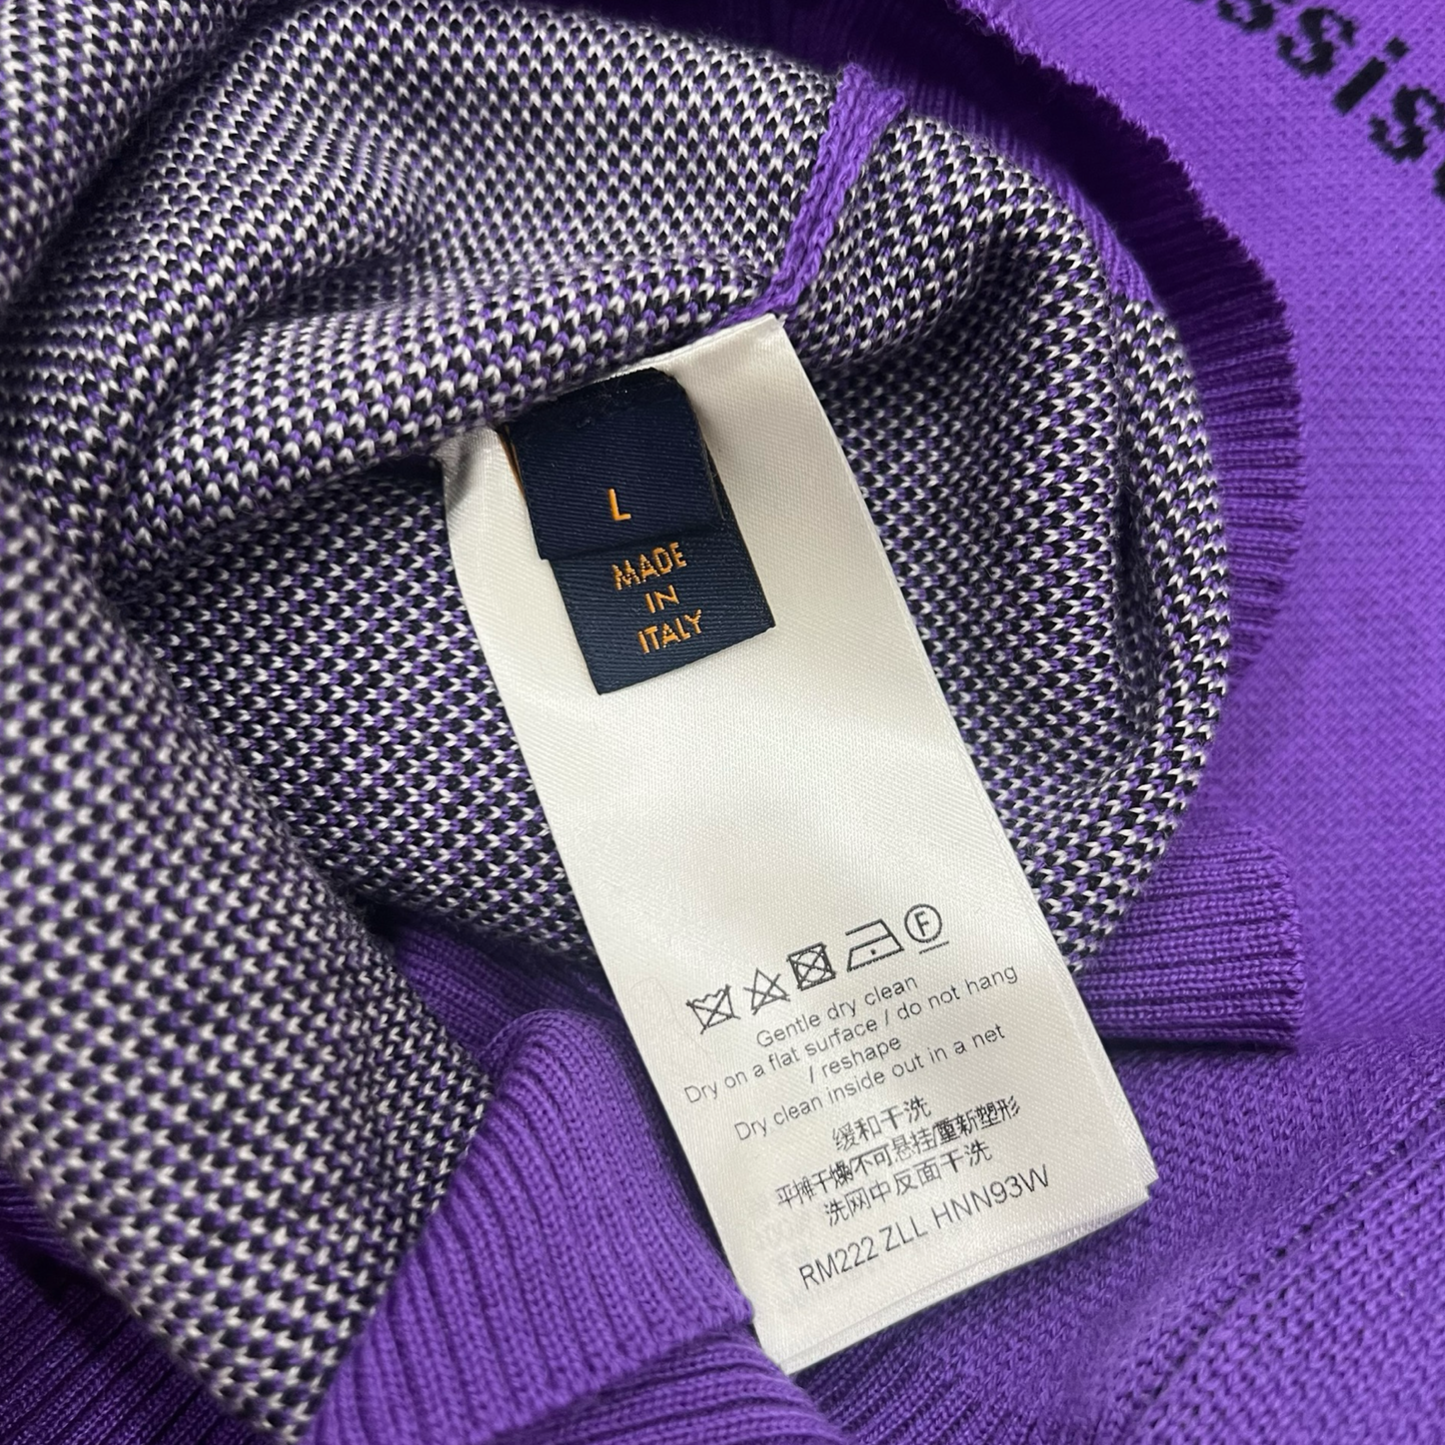 L
MADE
IN
ITALY
F
Gentle dry clean
Dry on a flat surface / do not hang
/ reshape
Dry clean inside out in a net
缓和干洗
平摊干燥/不可悬挂/重新塑形
洗网中反面干洗
RM222 ZLL HNN93W